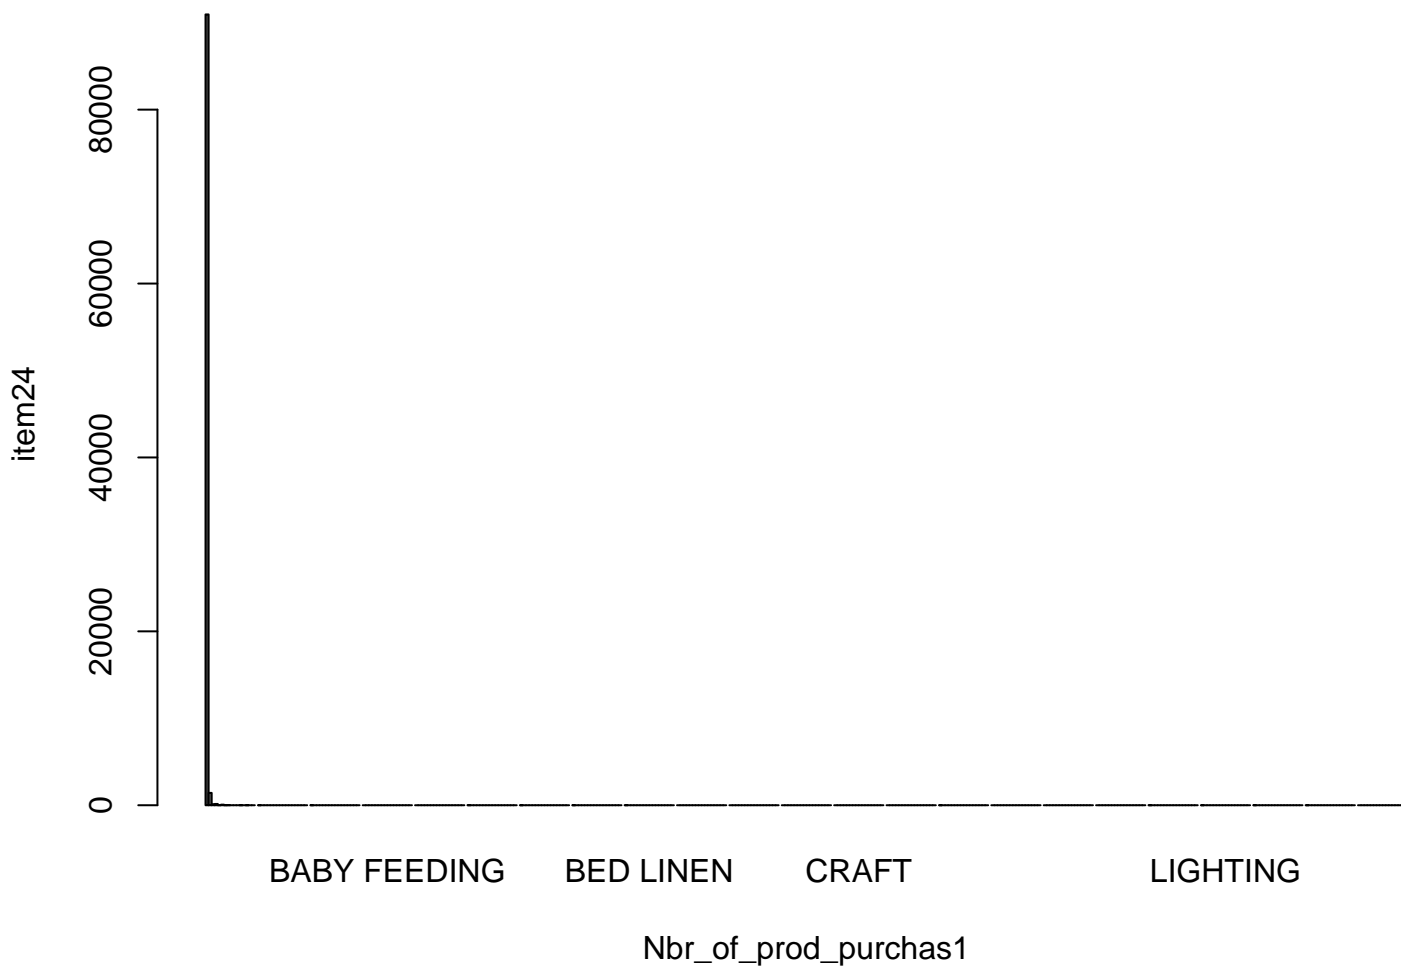 80000
60000
40000
20000
0
item24
BABY FEEDING BED LINEN CRAFT LIGHTING
Nbr_of_prod_purchas1